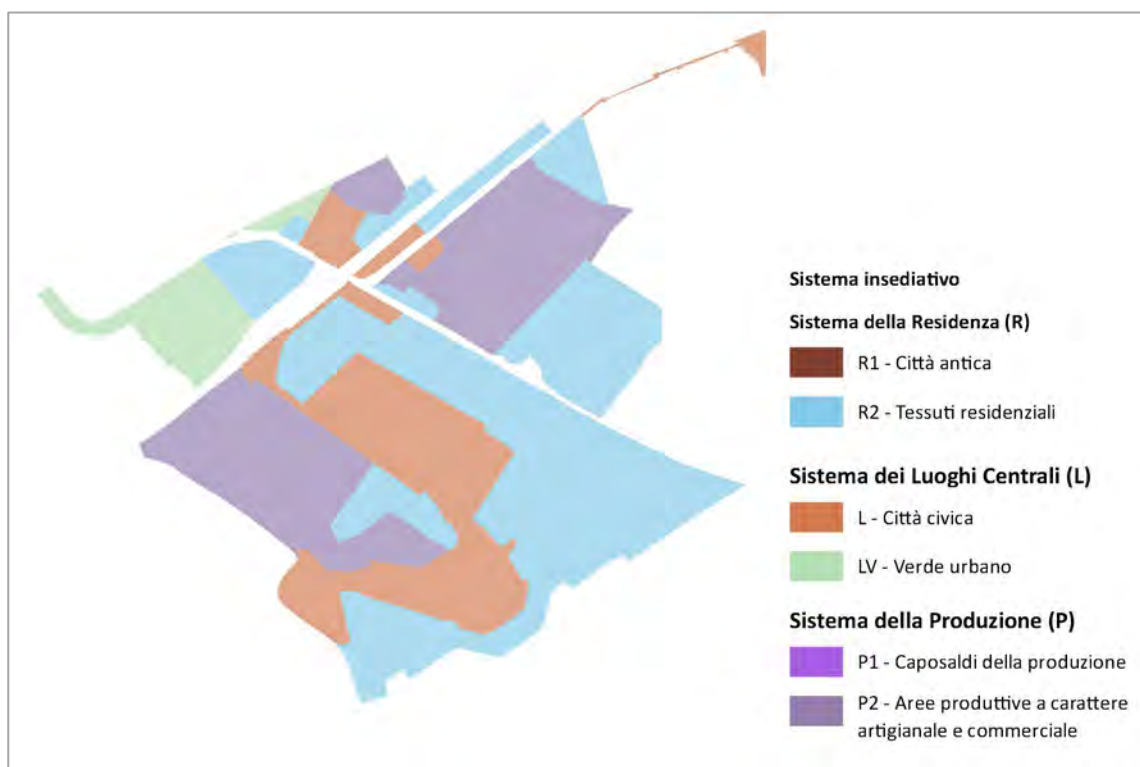 Sistema insediativo
Sistema della Residenza (R)
R1 - Città antica
R2 - Tessuti residenziali
Sistema dei Luoghi Centrali (L)
L - Città civica
LV - Verde urbano
Sistema della Produzione (P)
P1 - Caposaldi della produzione
P2 - Aree produttive a carattere
artigianale e commerciale